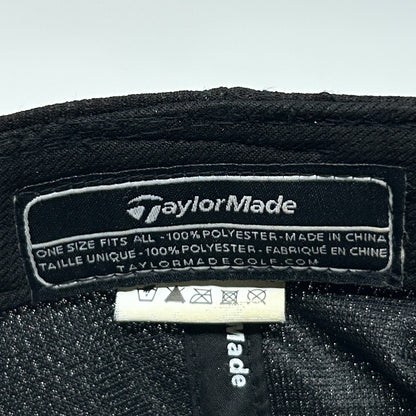 TaylorMade
ONE SIZE FITS ALL - 100% POLYESTER - MADE IN CHINA
TAILLE UNIQUE - 100% POLYESTER - FABRIQUÉ EN CHINE
TAYLORMADEGOLF.COM
Made